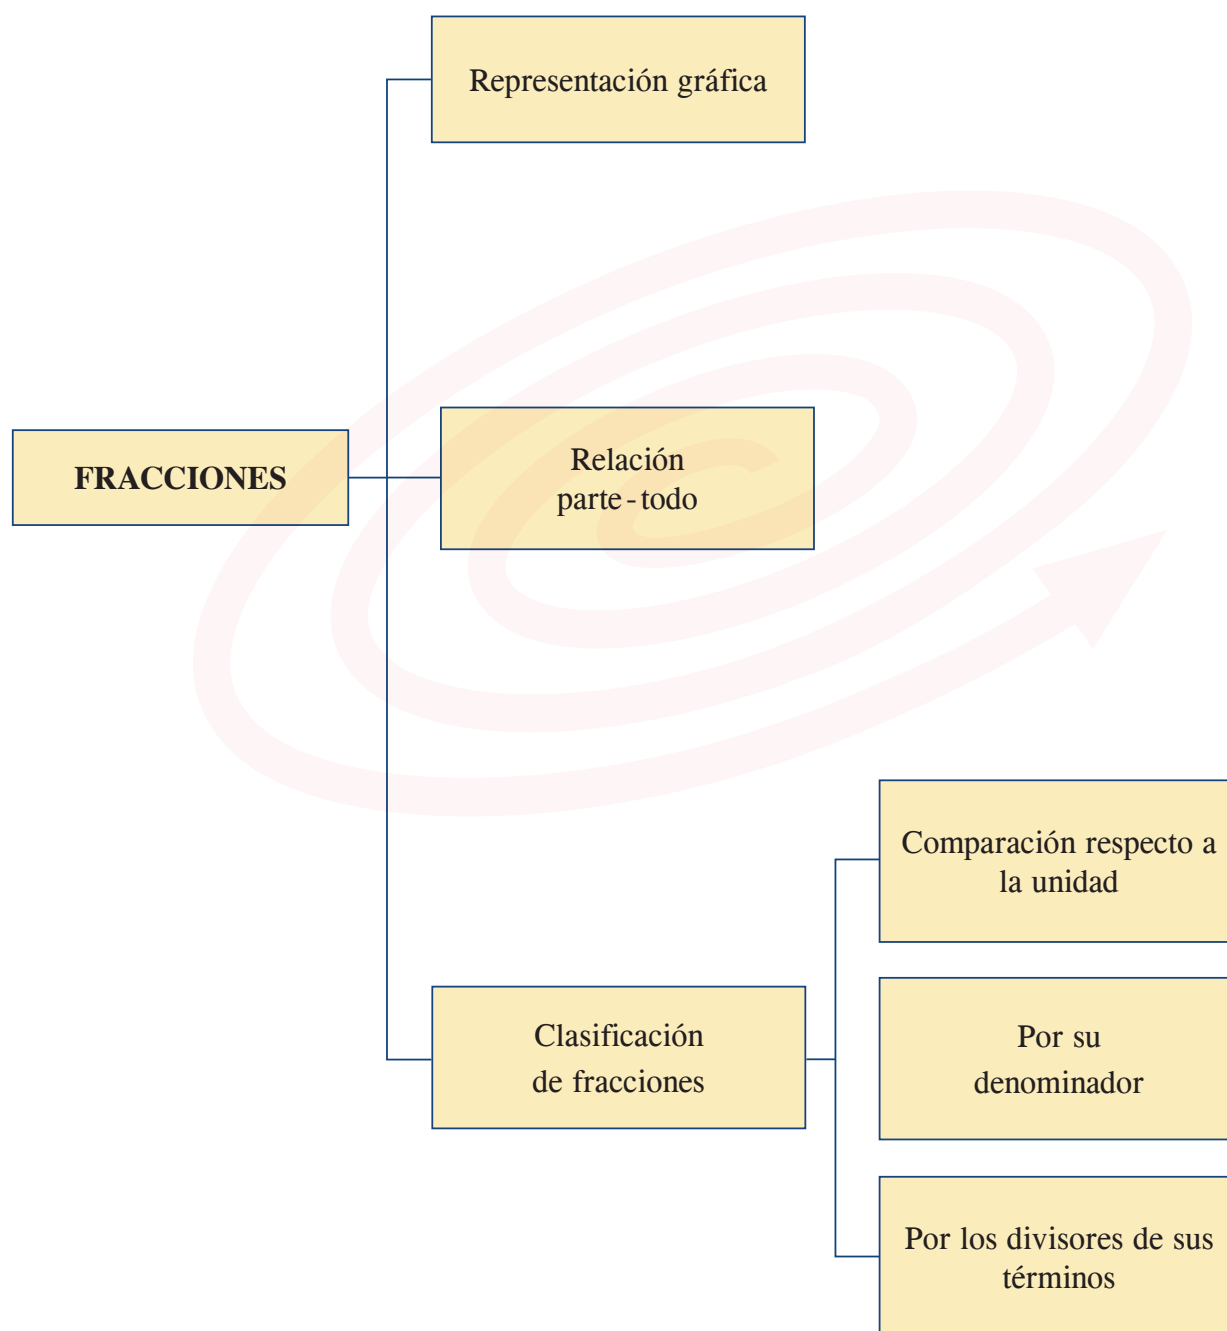 Representación gráfica
FRACCIONES
Relación
parte-todo
Clasificación
de fracciones
Comparación respecto a
la unidad
Por su
denominador
Por los divisores de sus
términos